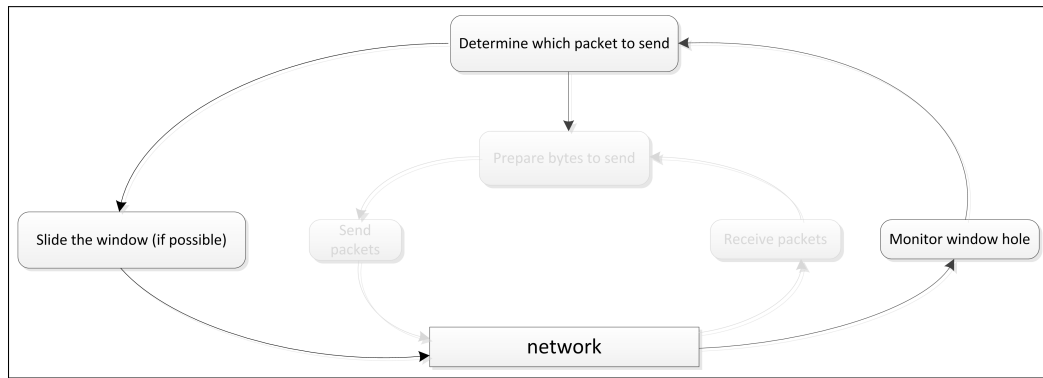 Determine which packet to send
Prepare bytes to send
Slide the window (if possible)
Send
packets
Receive packets
Monitor window hole
network